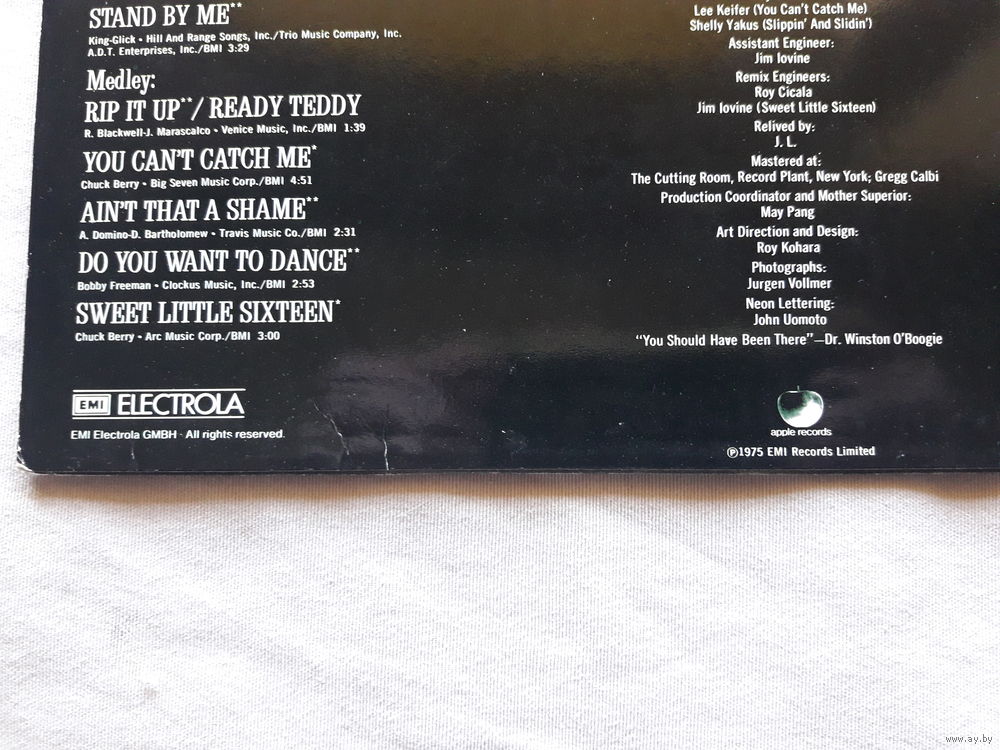 STAND BY ME**
King-Glick • Hill And Range Songs, Inc./Trio Music Company, Inc.
A.D.T. Enterprises, Inc./BMI 3:29
Medley:
RIP IT UP**/ READY TEDDY
R. Blackwell-J. Marascalco • Venice Music, Inc./BMI 1:39
YOU CAN'T CATCH ME*
Chuck Berry • Big Seven Music Corp./BMI 4:51
AIN'T THAT A SHAME**
A. Domino-D. Bartholomew • Travis Music Co./BMI 2:31
DO YOU WANT TO DANCE**
Bobby Freeman • Clockus Music, Inc./BMI 2:53
SWEET LITTLE SIXTEEN*
Chuck Berry • Arc Music Corp./BMI 3:00
EMI ELECTROLA
EMI Electrola GMBH · All rights reserved.
Lee Keifer (You Can't Catch Me)
Shelly Yakus (Slippin' And Slidin')
Assistant Engineer:
Jim Iovine
Remix Engineers:
Roy Cicala
Jim Iovine (Sweet Little Sixteen)
Relived by:
J. L.
Mastered at:
The Cutting Room, Record Plant, New York; Gregg Calbi
Production Coordinator and Mother Superior:
May Pang
Art Direction and Design:
Roy Kohara
Photographs:
Jurgen Vollmer
Neon Lettering:
John Uomoto
"You Should Have Been There"—Dr. Winston O'Boogie
apple records
℗1975 EMI Records Limited
www.ay.by